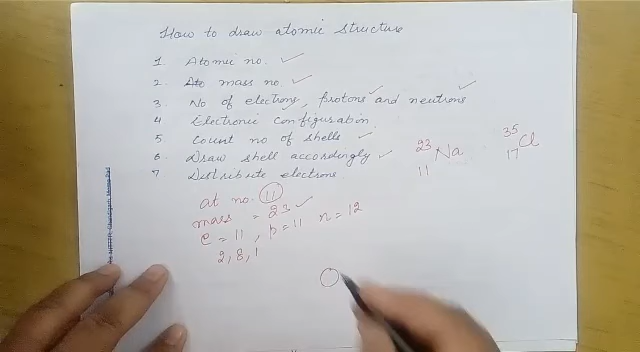 How to draw atomic structure
1. Atomic no.
2. mass no.
3. No of electrons, protons and neutrons
4 Electronic configuration
5. Count no of shells
6 Draw shell accordingly
7 Distribute electrons.
23 11 Na 35 17 Cl
at no. 11
mass = 23
e = 11, p = 11 n = 12
2, 8, 1